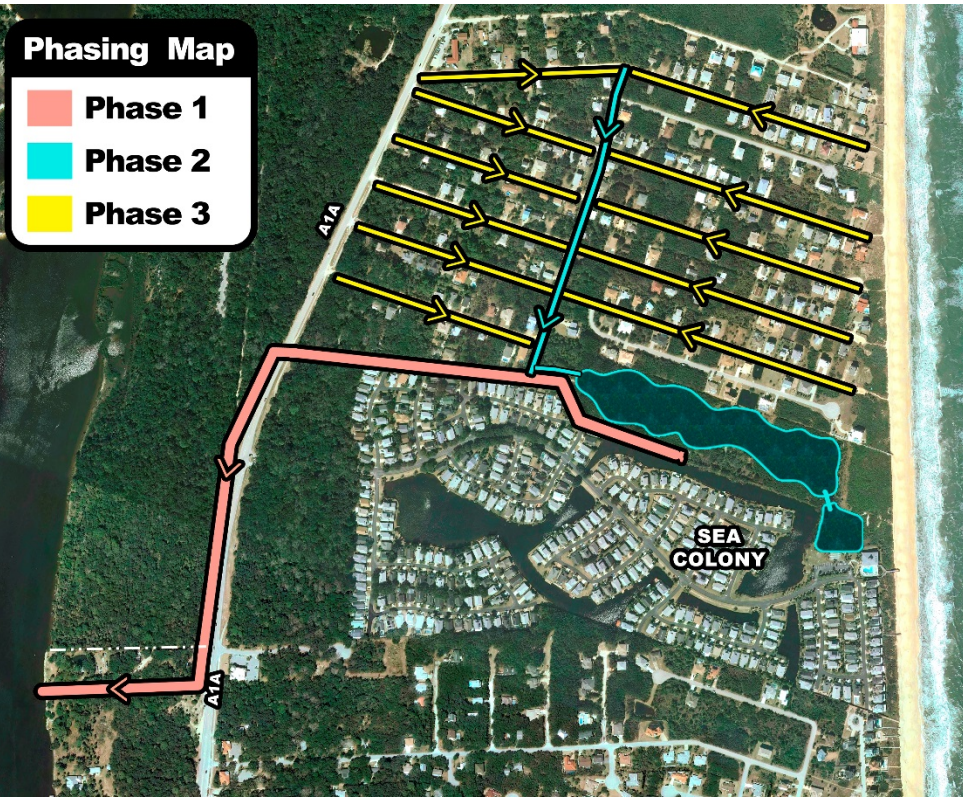 Phasing Map
Phase 1
Phase 2
Phase 3
A1A
SEA
COLONY
A1A